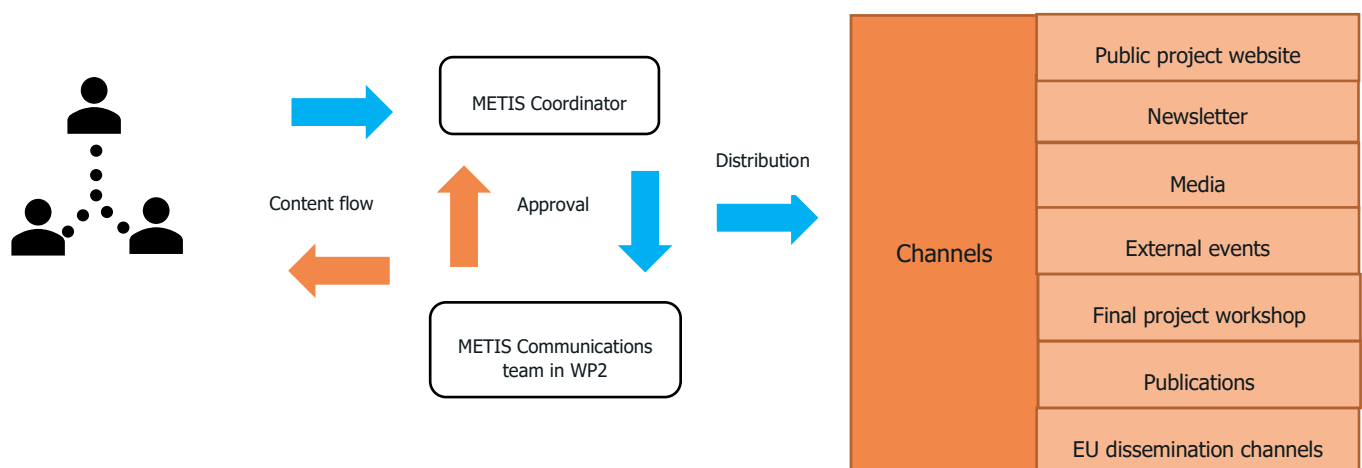 METIS Coordinator
Content flow
Approval
Distribution
METIS Communications
team in WP2
Channels
Public project website
Newsletter
Media
External events
Final project workshop
Publications
EU dissemination channels